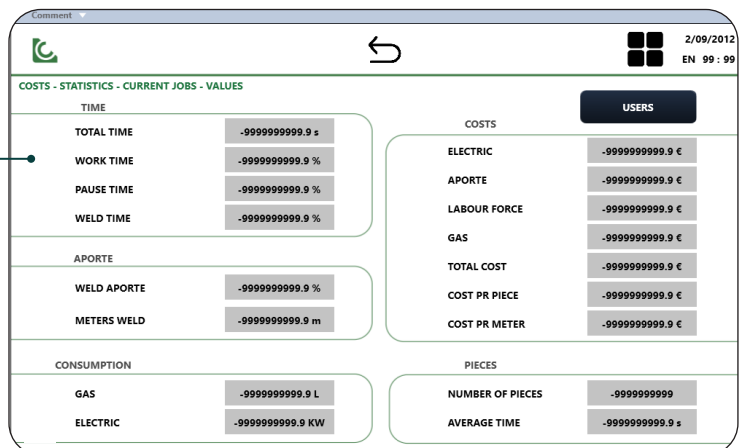 Comment
2/09/2012
EN 99 : 99
COSTS - STATISTICS - CURRENT JOBS - VALUES
USERS
TIME
TOTAL TIME -9999999999.9 s
WORK TIME -9999999999.9 %
PAUSE TIME -9999999999.9 %
WELD TIME -9999999999.9 %
APORTE
WELD APORTE -9999999999.9 %
METERS WELD -9999999999.9 m
CONSUMPTION
GAS -9999999999.9 L
ELECTRIC -9999999999.9 KW
COSTS
ELECTRIC -9999999999.9 €
APORTE -9999999999.9 €
LABOUR FORCE -9999999999.9 €
GAS -9999999999.9 €
TOTAL COST -9999999999.9 €
COST PR PIECE -9999999999.9 €
COST PR METER -9999999999.9 €
PIECES
NUMBER OF PIECES -9999999999
AVERAGE TIME -9999999999.9 s